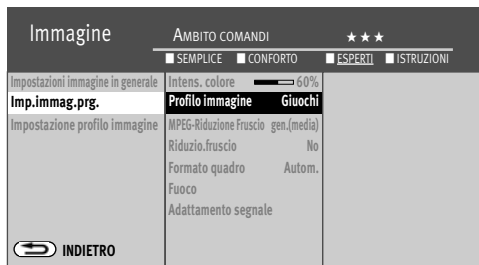 Immagine AMBITO COMANDI ★ ★ ★
SEMPLICE CONFORTO ESPERTI ISTRUZIONI
Impostazioni immagine in generale Intens. colore 60%
Imp.immag.prg. Profilo immagine Giuochi
Impostazione profilo immagine MPEG-Riduzione Fruscio gen.(media)
Riduzio.fruscio No
Formato quadro Autom.
Fuoco
Adattamento segnale
INDIETRO